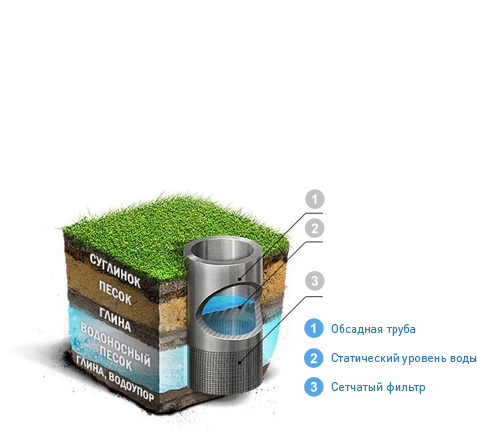 1
2
3
СУГЛИНОК
ПЕСОК
ГЛИНА
ВОДОНОСНЫЙ
ПЕСОК
ГЛИНА, ВОДОУПОР
1 Обсадная труба
2 Статический уровень воды
3 Сетчатый фильтр